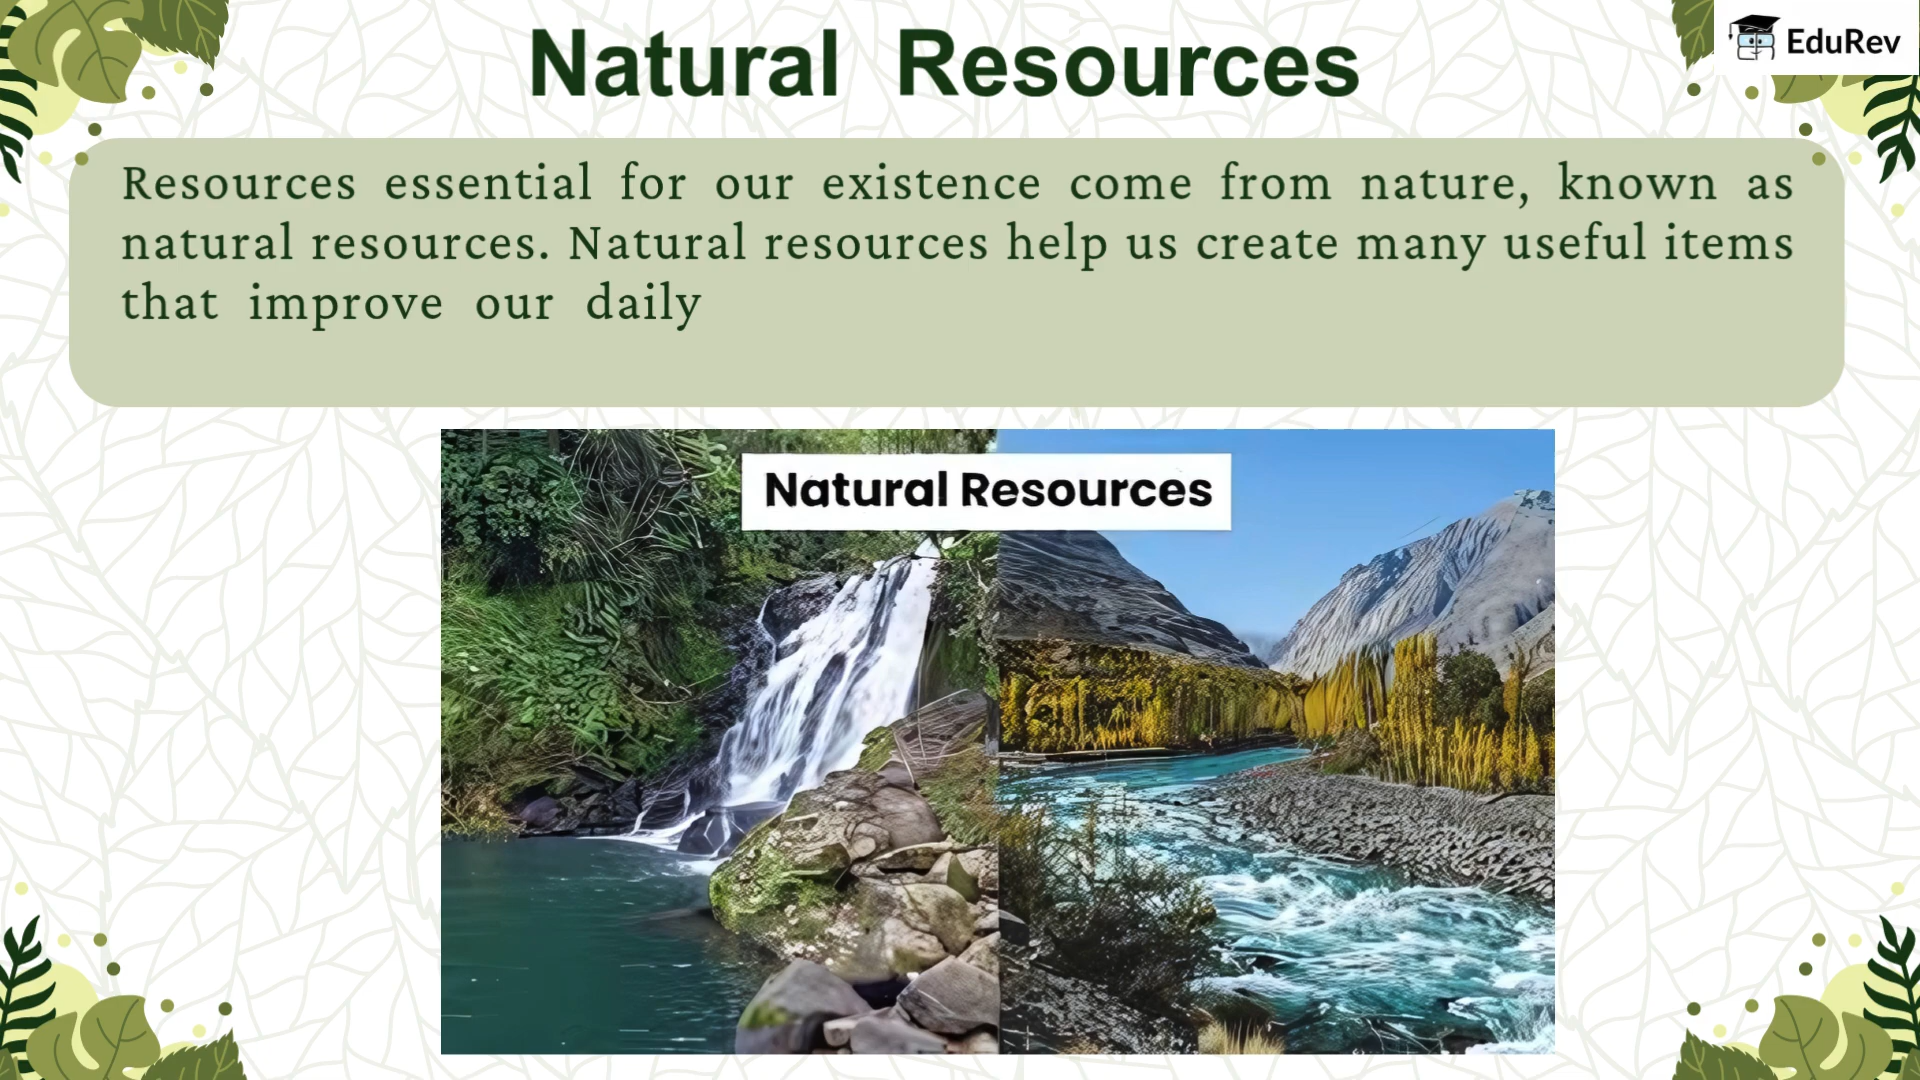 Natural Resources
EduRev
Resources essential for our existence come from nature, known as
natural resources. Natural resources help us create many useful items
that improve our daily
Natural Resources